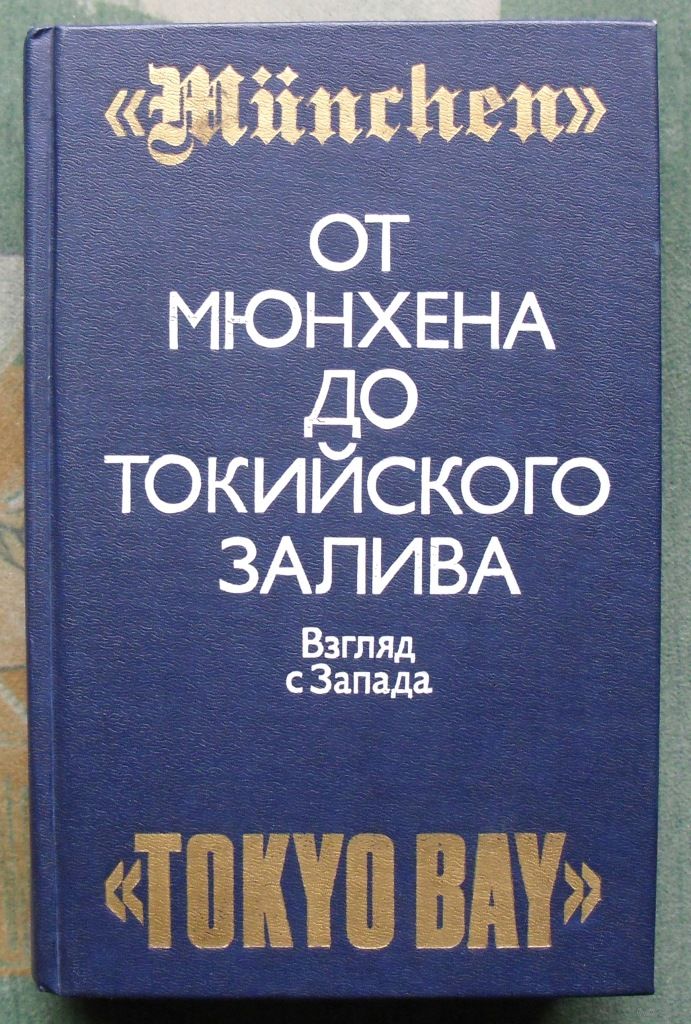 «München»
ОТ
МЮНХЕНА
ДО
ТОКИЙСКОГО
ЗАЛИВА
Взгляд
с Запада
«TOKYO BAY»